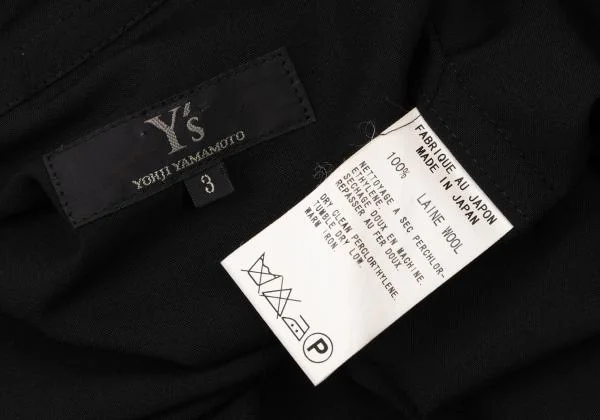 Y's
YOHJI YAMAMOTO
3
FABRIQUE AU JAPON
MADE IN JAPAN
100% LAINE WOOL
NETTOYAGE A SEC PERCHLOR-
ETHYLENE.
SECHAGE DOUX EN MACHINE.
REPASSER AU FER DOUX.
DRY CLEAN PERCLORTHYLENE.
TUMBLE DRY LOW.
WARM IRON.
P